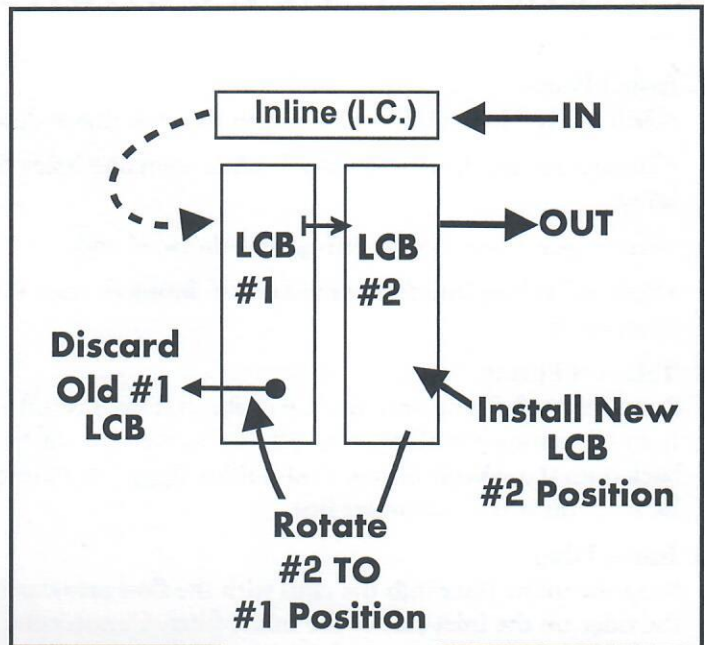 Inline (I.C.)
IN
LCB
#1
LCB
#2
OUT
Discard
Old #1
LCB
Install New
LCB
#2 Position
Rotate
#2 TO
#1 Position